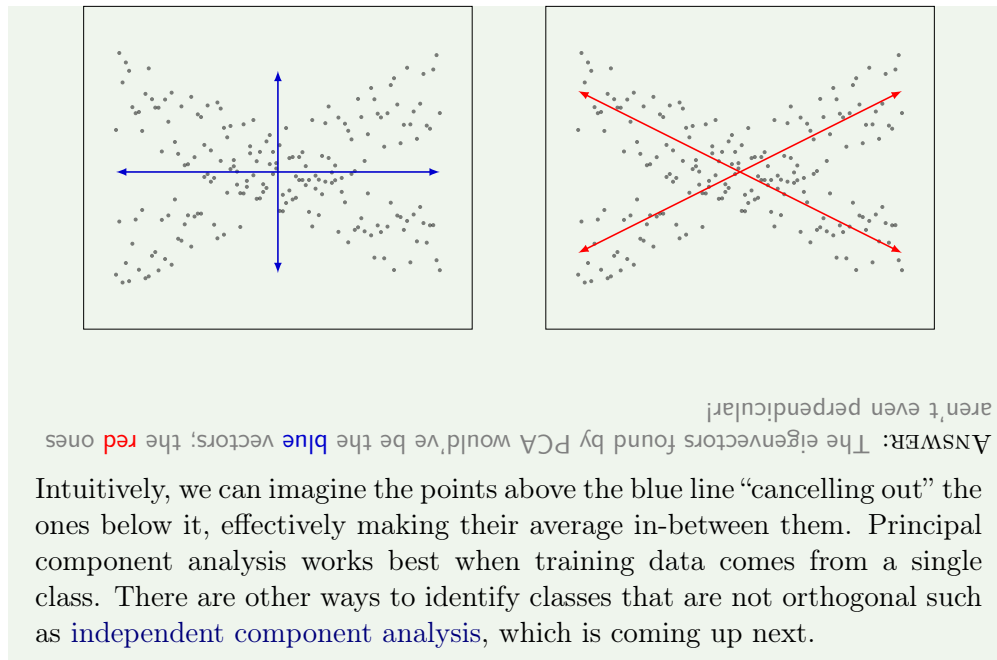 ANSWER: The eigenvectors found by PCA would've be the blue vectors; the red ones
aren't even perpendicular!
Intuitively, we can imagine the points above the blue line “cancelling out” the
ones below it, effectively making their average in-between them. Principal
component analysis works best when training data comes from a single
class. There are other ways to identify classes that are not orthogonal such
as independent component analysis, which is coming up next.